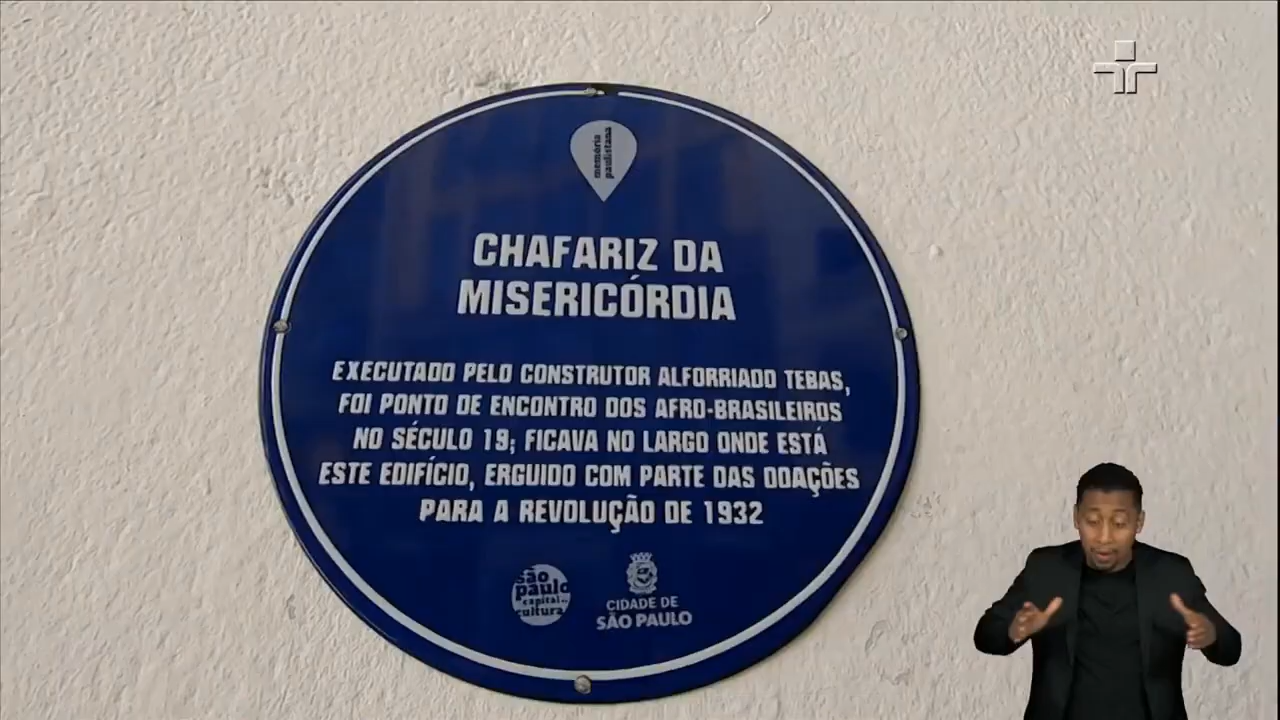 memória
paulistana
CHAFARIZ DA
MISERICÓRDIA
EXECUTADO PELO CONSTRUTOR ALFORRIADO TEBAS,
FOI PONTO DE ENCONTRO DOS AFRO-BRASILEIROS
NO SÉCULO 19; FICAVA NO LARGO ONDE ESTÁ
ESTE EDIFÍCIO, ERGUIDO COM PARTE DAS DOAÇÕES
PARA A REVOLUÇÃO DE 1932
são
paulo
capital da
cultura
CIDADE DE
SÃO PAULO